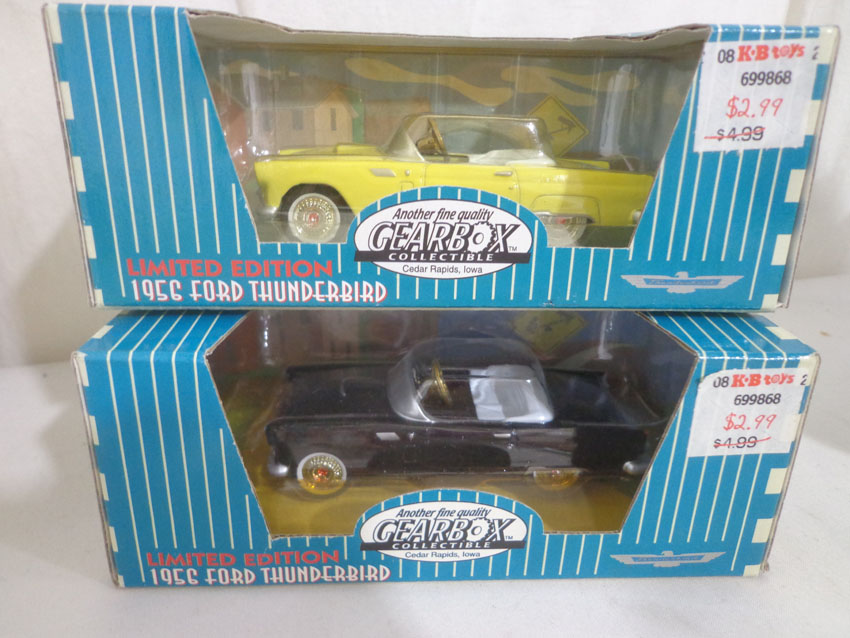 08 K·B toys 2
699868
$2.99
$4.99
Another fine quality
GEARBOX™
COLLECTIBLE
Cedar Rapids, Iowa
LIMITED EDITION
1956 FORD THUNDERBIRD
08 K·B toys 2
699868
$2.99
$4.99
Another fine quality
GEARBOX™
COLLECTIBLE
Cedar Rapids, Iowa
LIMITED EDITION
1956 FORD THUNDERBIRD